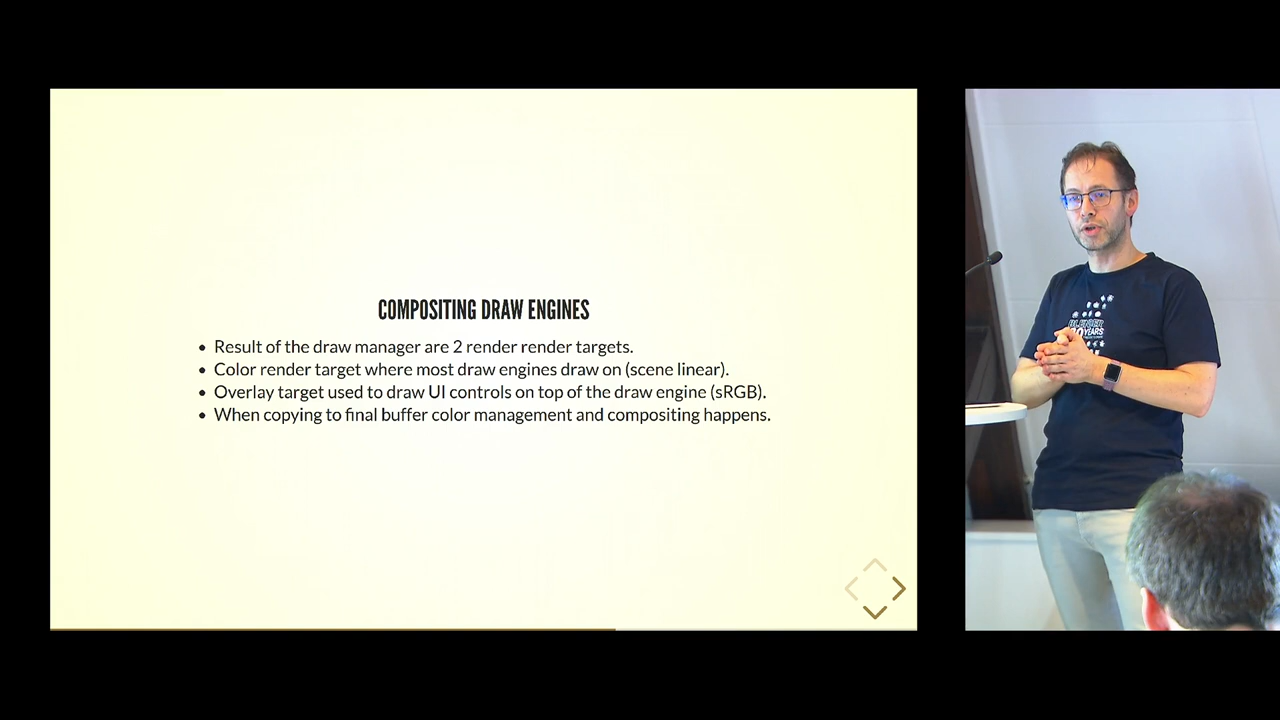 COMPOSITING DRAW ENGINES
Result of the draw manager are 2 render render targets.
Color render target where most draw engines draw on (scene linear).
Overlay target used to draw UI controls on top of the draw engine (sRGB).
When copying to final buffer color management and compositing happens.
BLENDER
YEARS